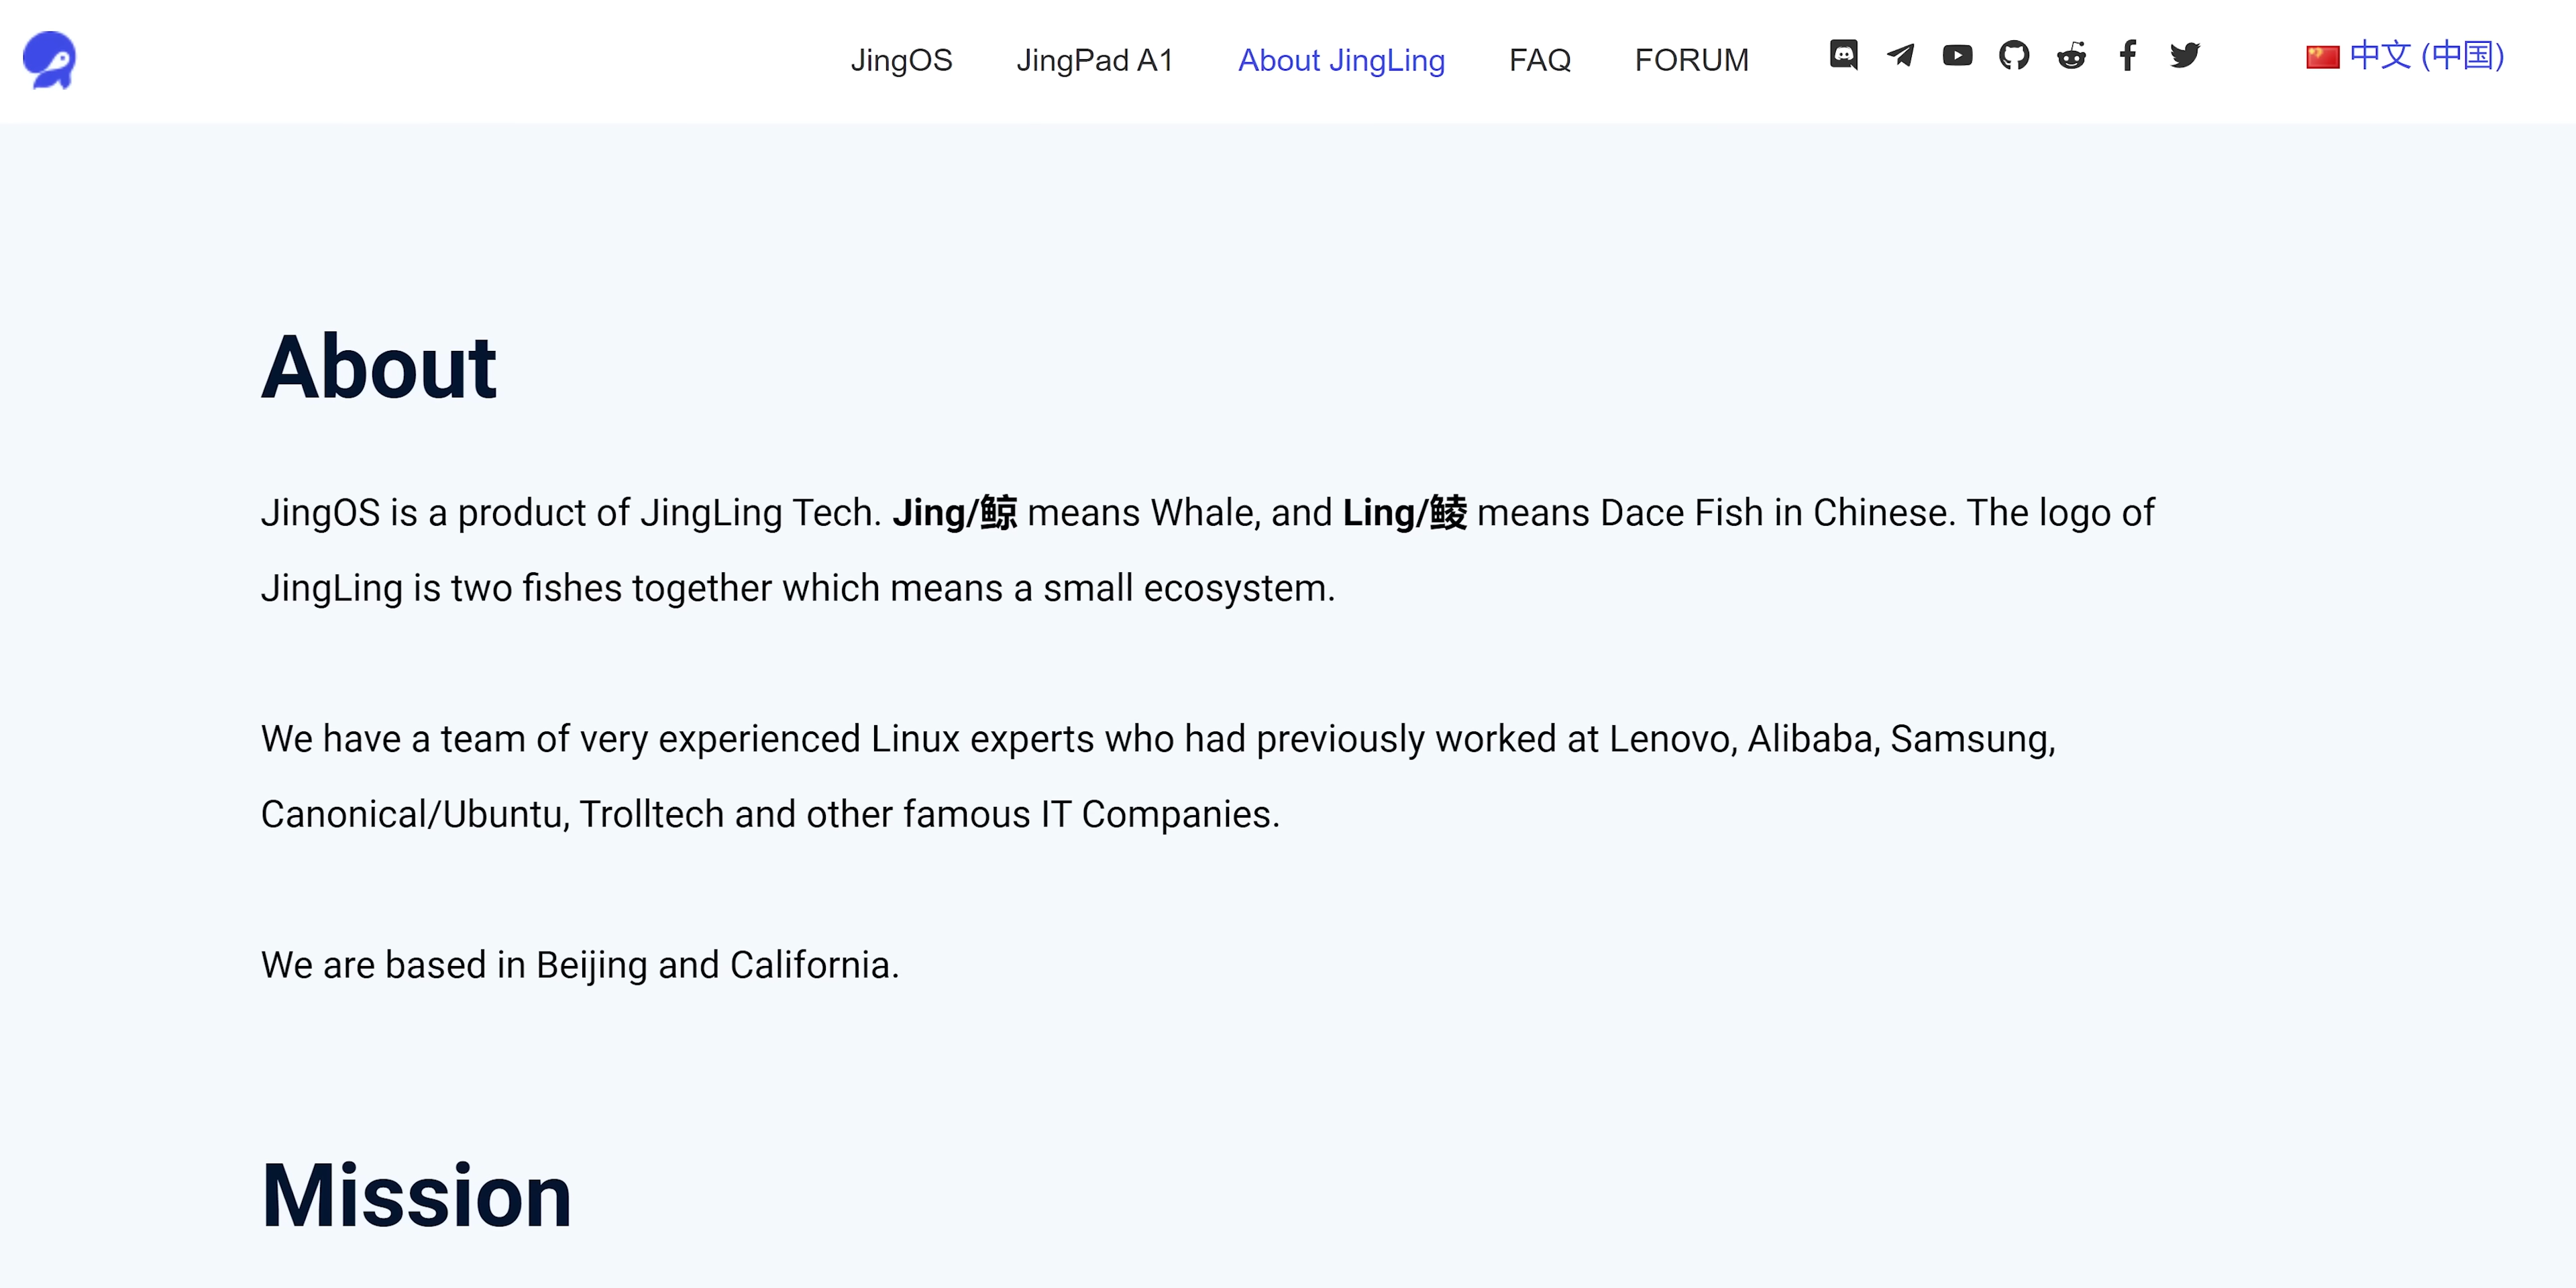 JingOS JingPad A1 About JingLing FAQ FORUM 中文 (中国)
About
JingOS is a product of JingLing Tech. Jing/鲸 means Whale, and Ling/鲮 means Dace Fish in Chinese. The logo of
JingLing is two fishes together which means a small ecosystem.
We have a team of very experienced Linux experts who had previously worked at Lenovo, Alibaba, Samsung,
Canonical/Ubuntu, Trolltech and other famous IT Companies.
We are based in Beijing and California.
Mission